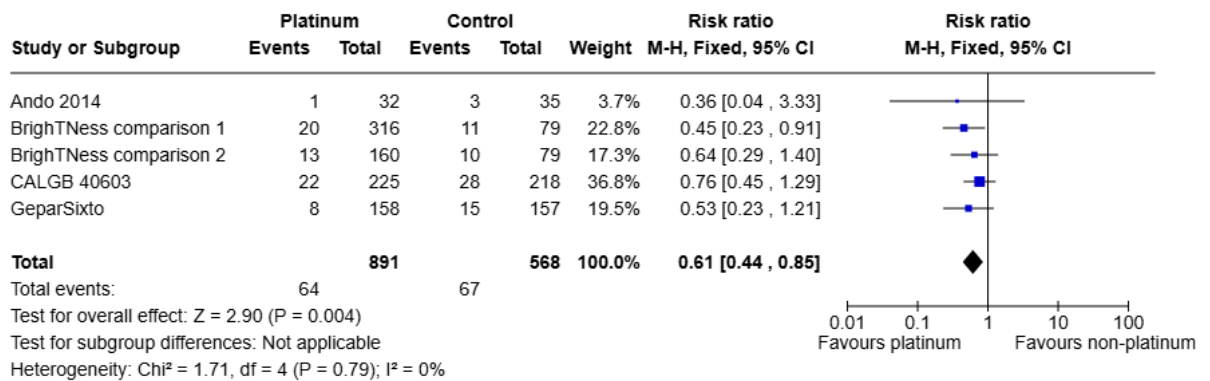 Platinum Control Risk ratio Risk ratio
Study or Subgroup Events Total Events Total Weight M-H, Fixed, 95% CI M-H, Fixed, 95% CI
Ando 2014 1 32 3 35 3.7% 0.36 [0.04 , 3.33]
BrighTNess comparison 1 20 316 11 79 22.8% 0.45 [0.23 , 0.91]
BrighTNess comparison 2 13 160 10 79 17.3% 0.64 [0.29 , 1.40]
CALGB 40603 22 225 28 218 36.8% 0.76 [0.45 , 1.29]
GeparSixto 8 158 15 157 19.5% 0.53 [0.23 , 1.21]
Total 891 568 100.0% 0.61 [0.44 , 0.85]
Total events: 64 67
Test for overall effect: Z = 2.90 (P = 0.004)
Test for subgroup differences: Not applicable
Heterogeneity: Chi² = 1.71, df = 4 (P = 0.79); I² = 0%
0.01 0.1 1 10 100
Favours platinum Favours non-platinum